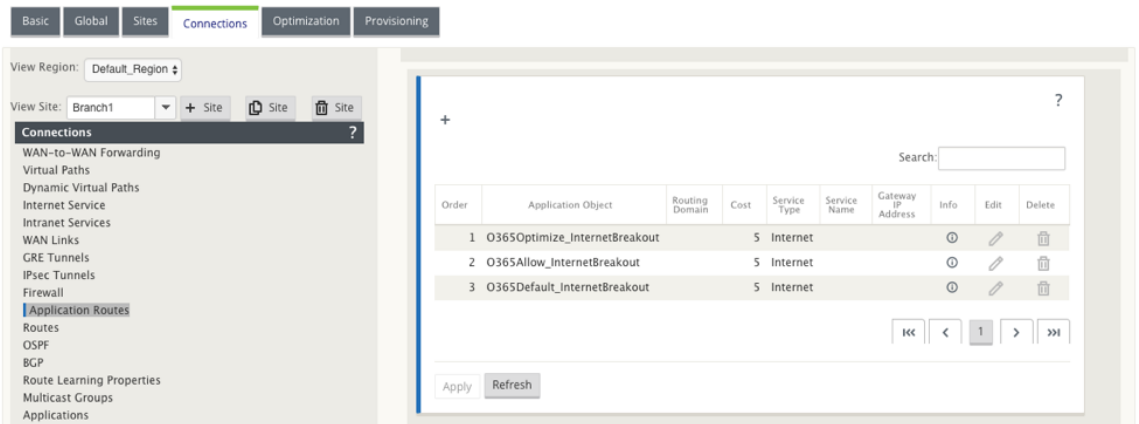 Basic Global Sites Connections Optimization Provisioning
View Region: Default_Region
View Site: Branch1 + Site Site Site
Connections ?
WAN-to-WAN Forwarding
Virtual Paths
Dynamic Virtual Paths
Internet Service
Intranet Services
WAN Links
GRE Tunnels
IPsec Tunnels
Firewall
Application Routes
Routes
OSPF
BGP
Route Learning Properties
Multicast Groups
Applications
?
+
Search:
Order Application Object Routing Domain Cost Service Type Service Name Gateway IP Address Info Edit Delete
1 O365Optimize_InternetBreakout 5 Internet
2 O365Allow_InternetBreakout 5 Internet
3 O365Default_InternetBreakout 5 Internet
1
Apply Refresh